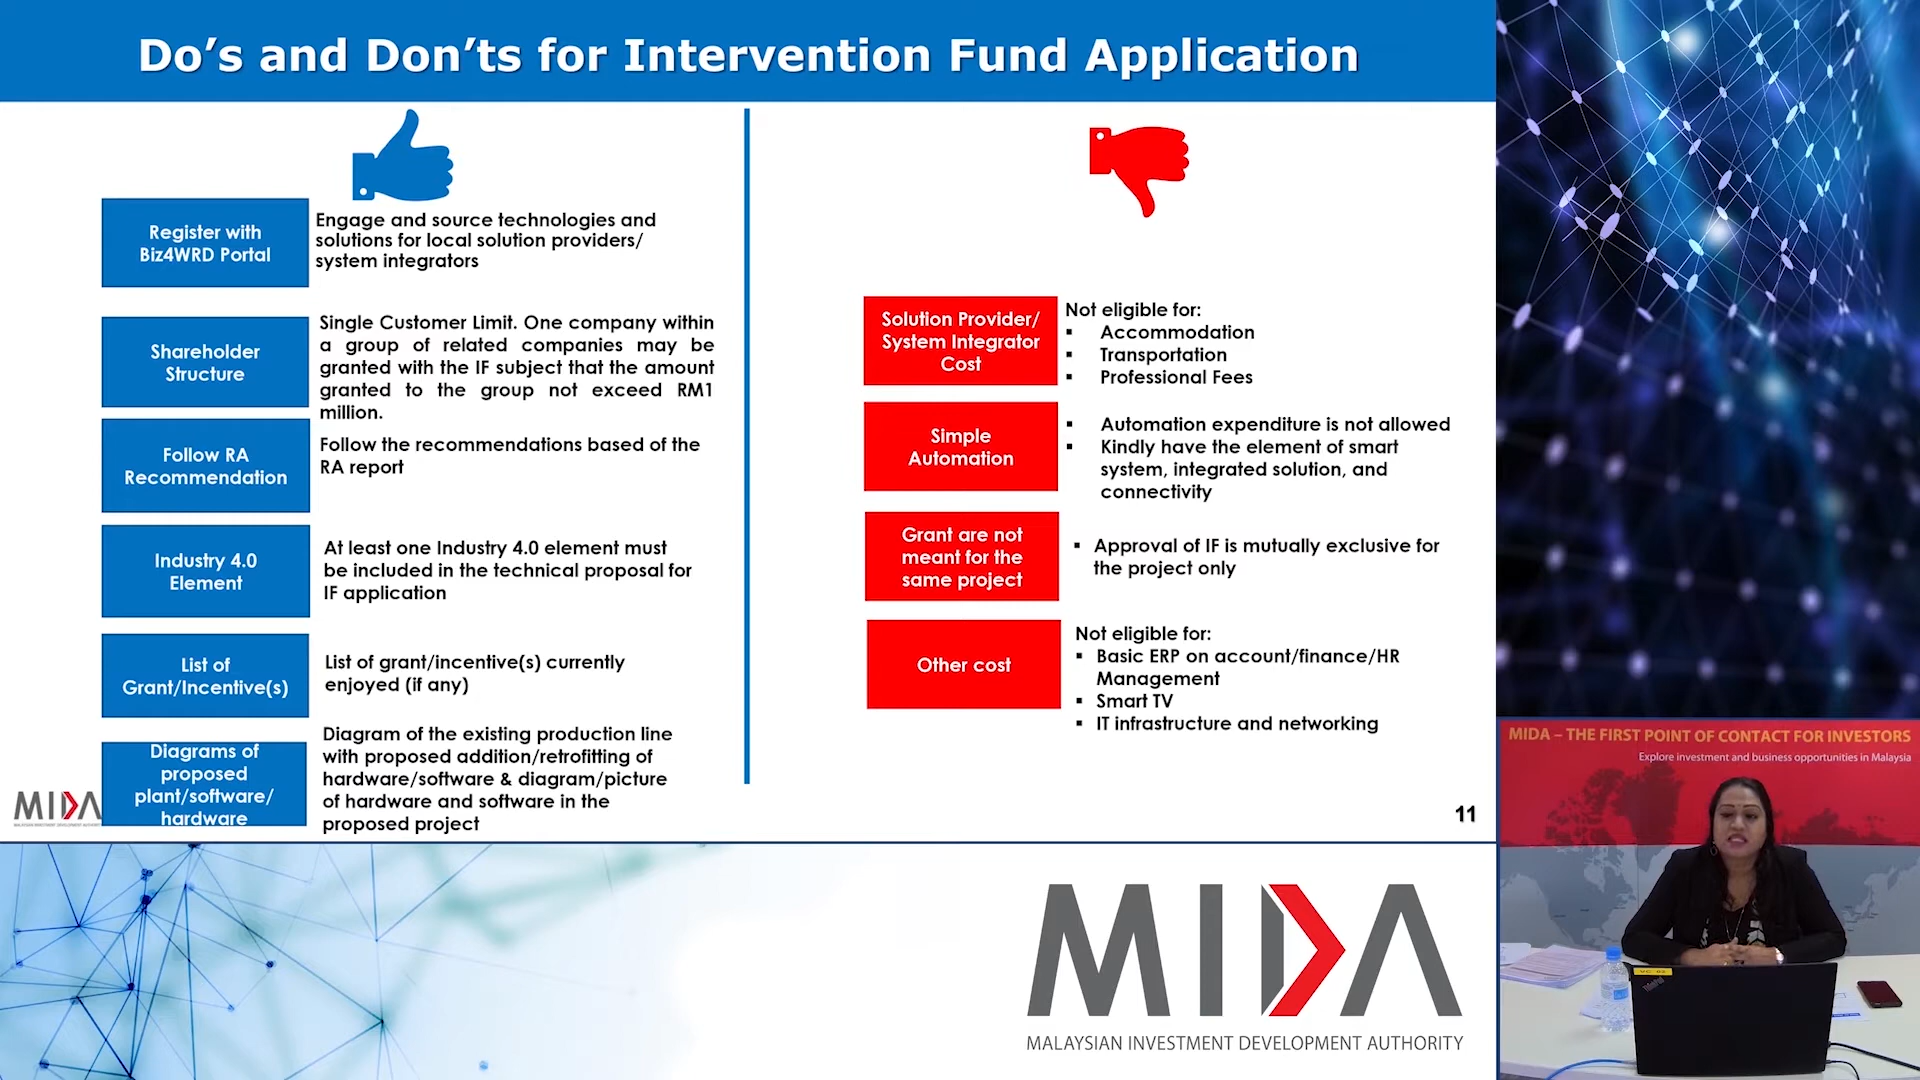 Do’s and Don’ts for Intervention Fund Application
Register with
Biz4WRD Portal
Engage and source technologies and
solutions for local solution providers/
system integrators
Shareholder
Structure
Single Customer Limit. One company within
a group of related companies may be
granted with the IF subject that the amount
granted to the group not exceed RM1
million.
Follow RA
Recommendation
Follow the recommendations based of the
RA report
Industry 4.0
Element
At least one Industry 4.0 element must
be included in the technical proposal for
IF application
List of
Grant/Incentive(s)
List of grant/incentive(s) currently
enjoyed (if any)
Diagrams of
proposed
plant/software/
hardware
Diagram of the existing production line
with proposed addition/retrofitting of
hardware/software & diagram/picture
of hardware and software in the
proposed project
Solution Provider/
System Integrator
Cost
Not eligible for:
▪ Accommodation
▪ Transportation
▪ Professional Fees
Simple
Automation
▪ Automation expenditure is not allowed
▪ Kindly have the element of smart
system, integrated solution, and
connectivity
Grant are not
meant for the
same project
▪ Approval of IF is mutually exclusive for
the project only
Other cost
Not eligible for:
▪ Basic ERP on account/finance/HR
Management
▪ Smart TV
▪ IT infrastructure and networking
MIDA
11
MIDA
MALAYSIAN INVESTMENT DEVELOPMENT AUTHORITY
MIDA – THE FIRST POINT OF CONTACT FOR INVESTORS
Explore investment and business opportunities in Malaysia
VC 02
ThinkPad